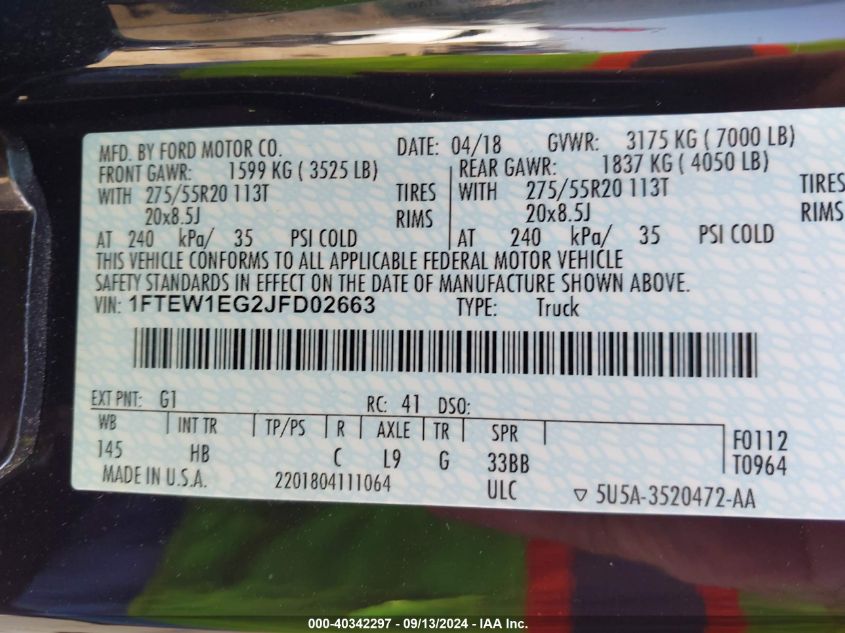 MFD. BY FORD MOTOR CO. DATE: 04/18 GVWR: 3175 KG ( 7000 LB)
FRONT GAWR: 1599 KG ( 3525 LB) REAR GAWR: 1837 KG ( 4050 LB)
WITH 275/55R20 113T TIRES WITH 275/55R20 113T TIRES
20x8.5J RIMS 20x8.5J RIMS
AT 240 kPa/ 35 PSI COLD AT 240 kPa/ 35 PSI COLD
THIS VEHICLE CONFORMS TO ALL APPLICABLE FEDERAL MOTOR VEHICLE
SAFETY STANDARDS IN EFFECT ON THE DATE OF MANUFACTURE SHOWN ABOVE.
VIN: 1FTEW1EG2JFD02663 TYPE: Truck
EXT PNT: G1 RC: 41 DSO:
WB INT TR TP/PS R AXLE TR SPR F0112
145 HB C L9 G 33BB T0964
MADE IN U.S.A. 2201804111064 ULC ▽ 5U5A-3520472-AA
000-40342297 - 09/13/2024 - IAA Inc.